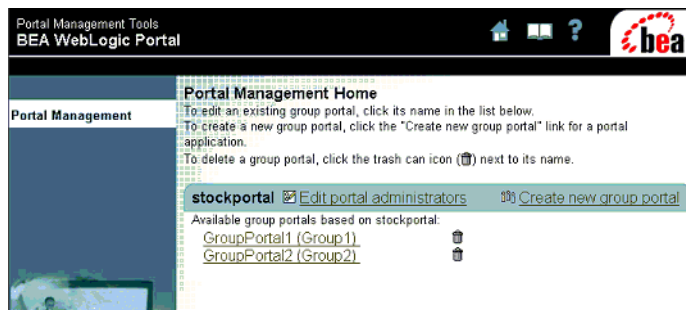 Portal Management Tools
BEA WebLogic Portal
?
bea
Portal Management
Portal Management Home
To edit an existing group portal, click its name in the list below.
To create a new group portal, click the "Create new group portal" link for a portal
application.
To delete a group portal, click the trash can icon (🗑) next to its name.
stockportal Edit portal administrators Create new group portal
Available group portals based on stockportal:
GroupPortal1 (Group1)
GroupPortal2 (Group2)